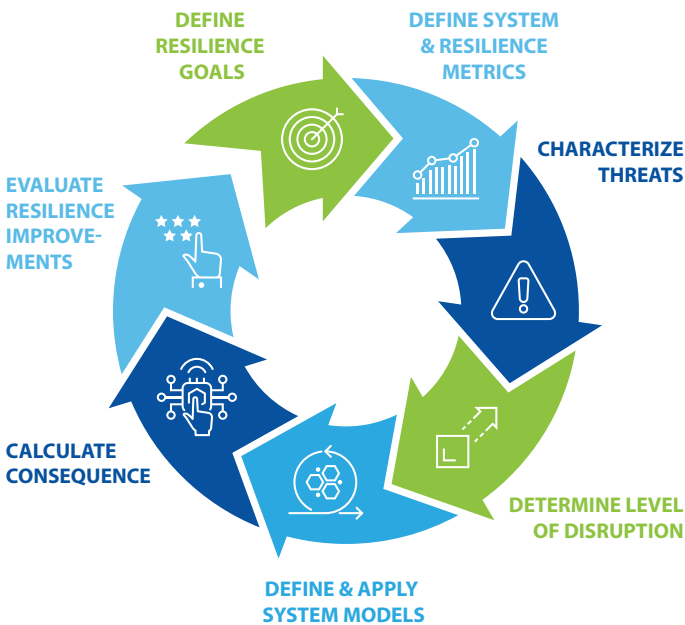 DEFINE
RESILIENCE
GOALS
DEFINE SYSTEM
& RESILIENCE
METRICS
CHARACTERIZE
THREATS
DETERMINE LEVEL
OF DISRUPTION
DEFINE & APPLY
SYSTEM MODELS
CALCULATE
CONSEQUENCE
EVALUATE
RESILIENCE
IMPROVE-
MENTS